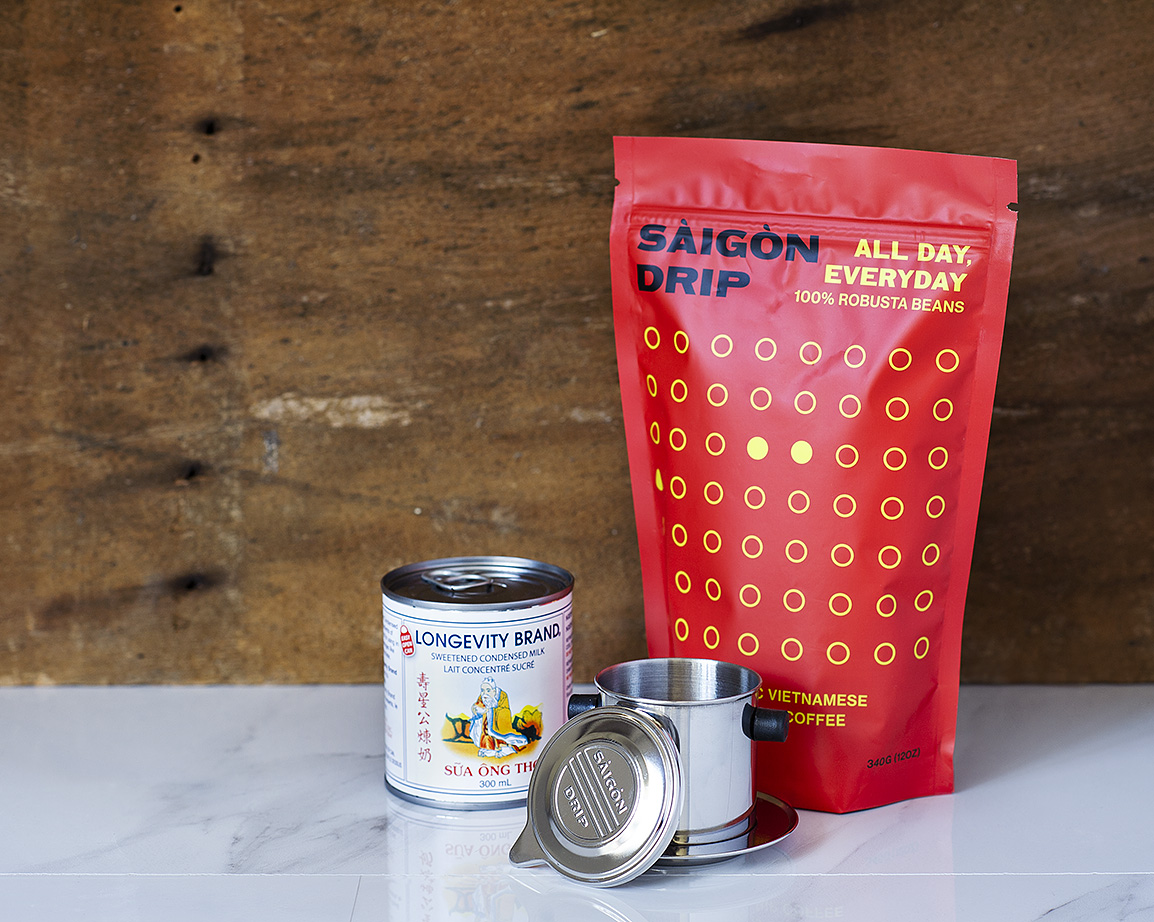 SÀIGÒN
DRIP
ALL DAY,
EVERYDAY
100% ROBUSTA BEANS
VIETNAMESE
COFFEE
340G (12OZ)
LONGEVITY BRAND
SWEETENED CONDENSED MILK
LAIT CONCENTRÉ SUCRÉ
壽星公煉奶
SỮA ÔNG
300 mL
SÀIGÒN
DRIP